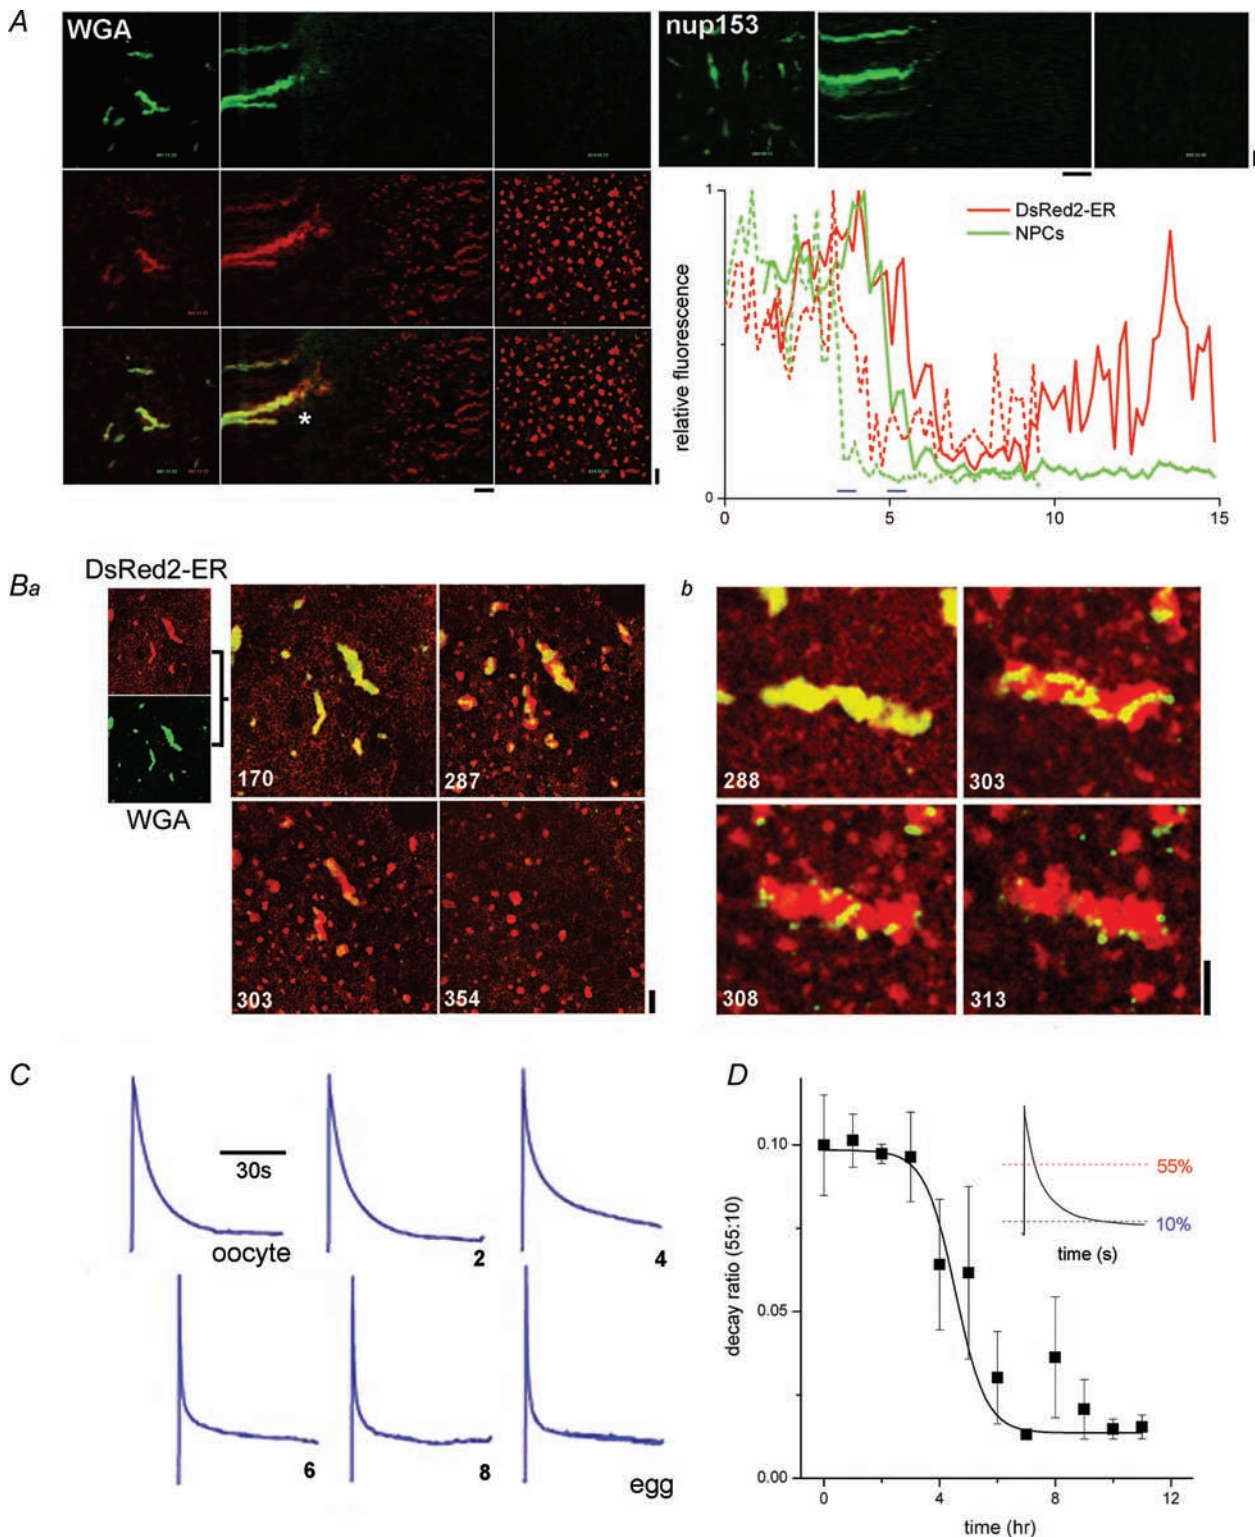 A
WGA
nup153
1
DsRed2-ER
NPCs
relative fluorescence
*
0
0
5
10
15
Ba
DsRed2-ER
WGA
170
287
303
354
b
288
303
308
313
C
30s
oocyte
2
4
6
8
egg
D
0.10
0.05
0.00
decay ratio (55:10)
55%
10%
time (s)
0
4
8
12
time (hr)